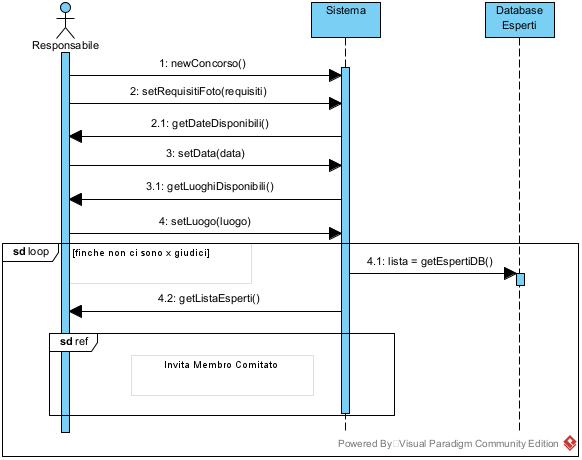 Responsabile
Sistema
Database
Esperti
1: newConcorso()
2: setRequisitiFoto(requisiti)
2.1: getDateDisponibili()
3: setData(data)
3.1: getLuoghiDisponibili()
4: setLuogo(luogo)
sd loop
[finche non ci sono x giudici]
4.1: lista = getEspertiDB()
4.2: getListaEsperti()
sd ref
Invita Membro Comitato
Powered By Visual Paradigm Community Edition